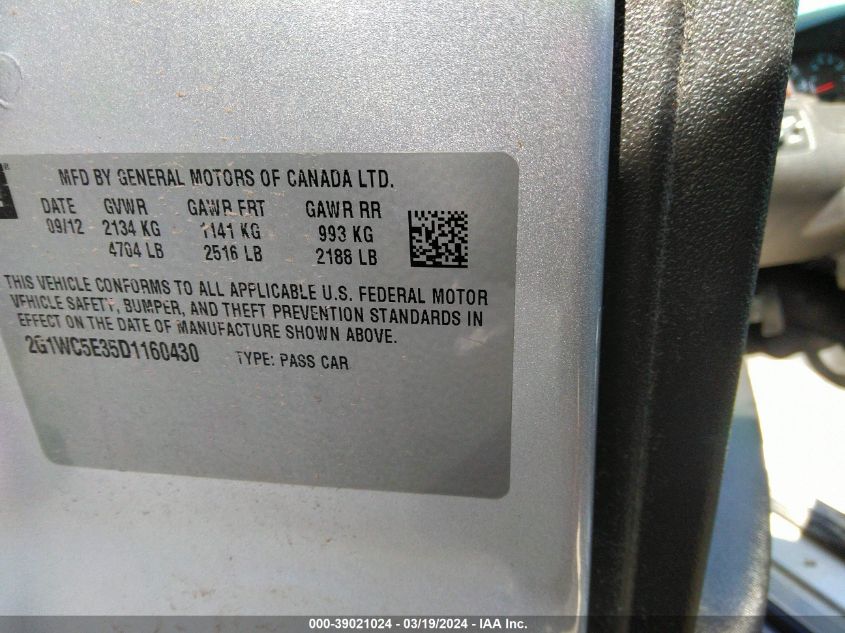 ®
MFD BY GENERAL MOTORS OF CANADA LTD.
DATE GVWR GAWR FRT GAWR RR
09/12 2134 KG 1141 KG 993 KG
4704 LB 2516 LB 2188 LB
THIS VEHICLE CONFORMS TO ALL APPLICABLE U.S. FEDERAL MOTOR
VEHICLE SAFETY, BUMPER, AND THEFT PREVENTION STANDARDS IN
EFFECT ON THE DATE OF MANUFACTURE SHOWN ABOVE.
2G1WC5E35D1160430 TYPE: PASS CAR
000-39021024 — 03/19/2024 — IAA Inc.